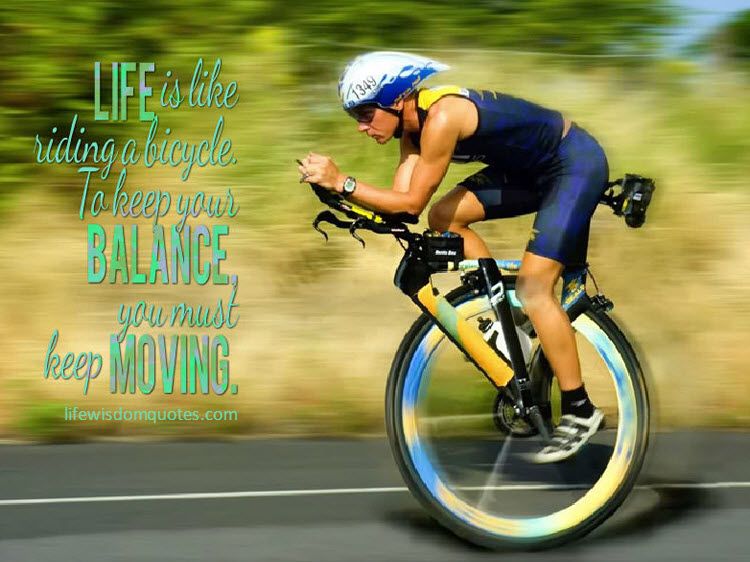 LIFE is like
riding a bicycle.
To keep your
BALANCE,
you must
keep MOVING.
lifewisdomquotes.com
1349